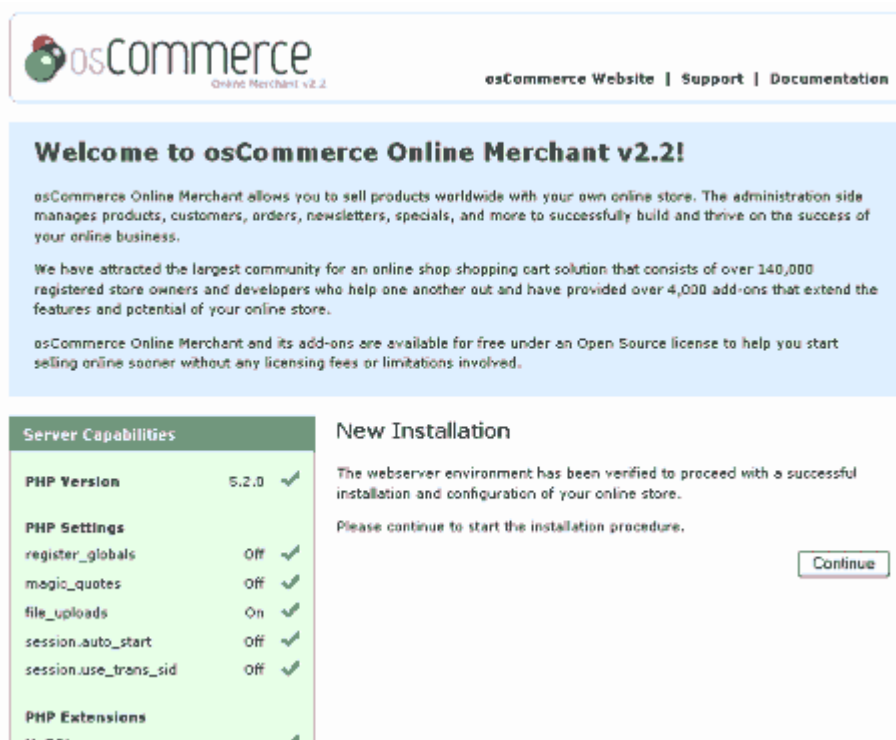 osCommerce
Online Merchant v2.2
osCommerce Website | Support | Documentation
Welcome to osCommerce Online Merchant v2.2!
osCommerce Online Merchant allows you to sell products worldwide with your own online store. The administration side
manages products, customers, orders, newsletters, specials, and more to successfully build and thrive on the success of
your online business.
We have attracted the largest community for an online shop shopping cart solution that consists of over 140,000
registered store owners and developers who help one another out and have provided over 4,000 add-ons that extend the
features and potential of your online store.
osCommerce Online Merchant and its add-ons are available for free under an Open Source license to help you start
selling online sooner without any licensing fees or limitations involved.
Server Capabilities
PHP Version 5.2.0
PHP Settings
register_globals Off
magic_quotes Off
file_uploads On
session.auto_start Off
session.use_trans_sid Off
PHP Extensions
New Installation
The webserver environment has been verified to proceed with a successful
installation and configuration of your online store.
Please continue to start the installation procedure.
Continue